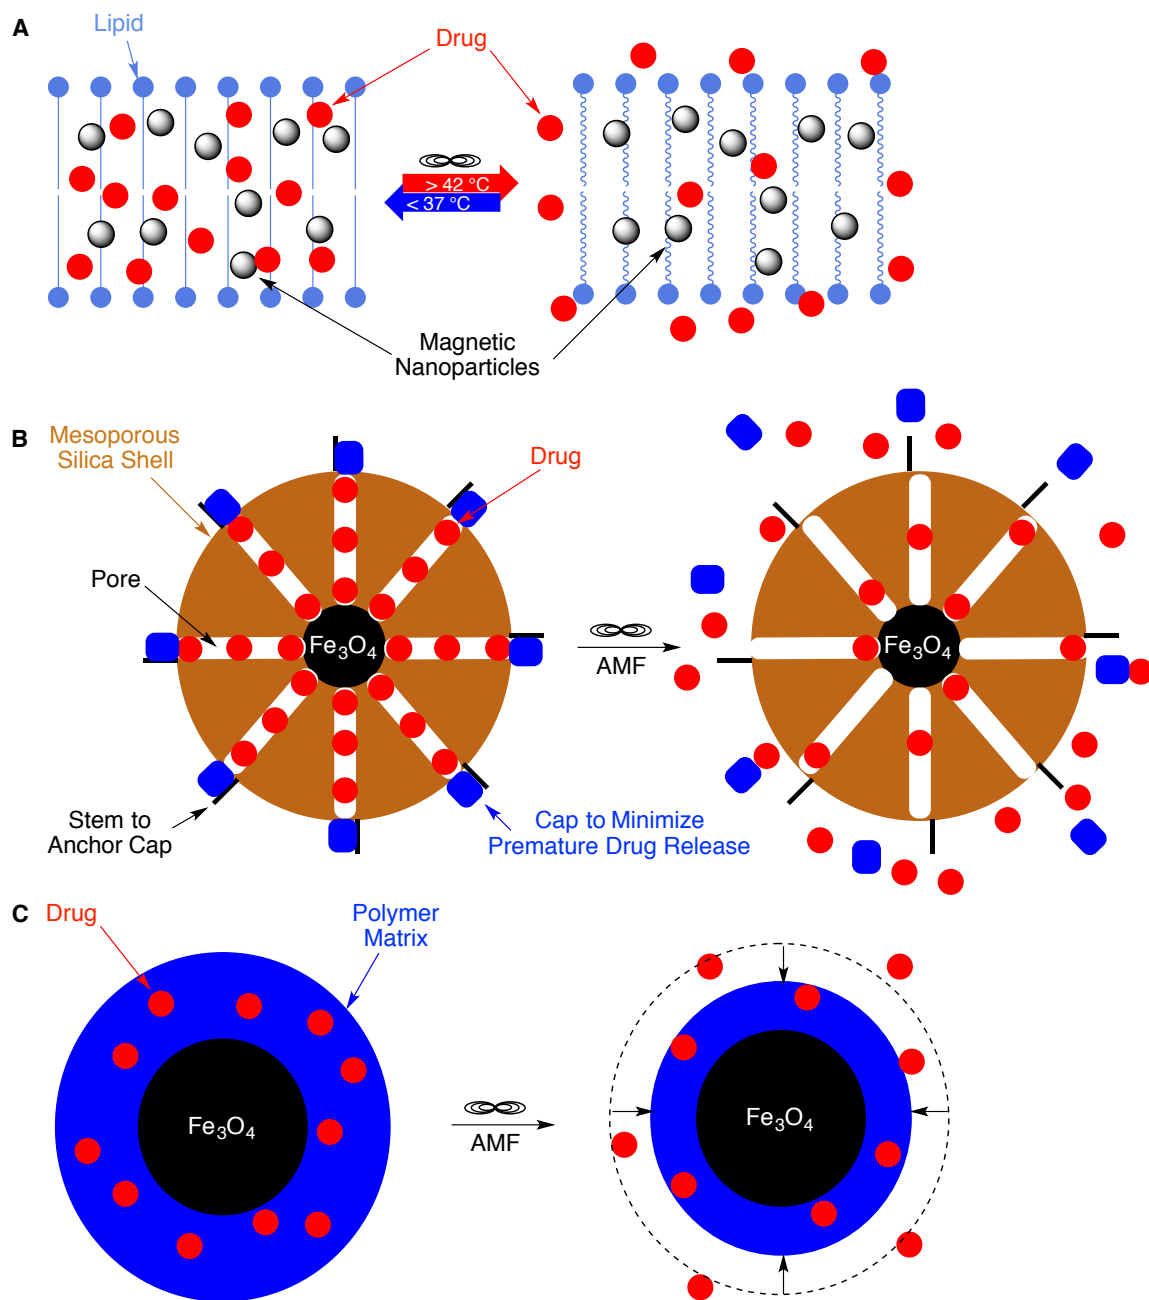 A
Lipid
Drug
> 42 °C
< 37 °C
Magnetic
Nanoparticles
B
Mesoporous
Silica Shell
Drug
Pore
Fe₃O₄
AMF
Fe₃O₄
Stem to
Anchor Cap
Cap to Minimize
Premature Drug Release
C
Drug
Polymer
Matrix
Fe₃O₄
AMF
Fe₃O₄